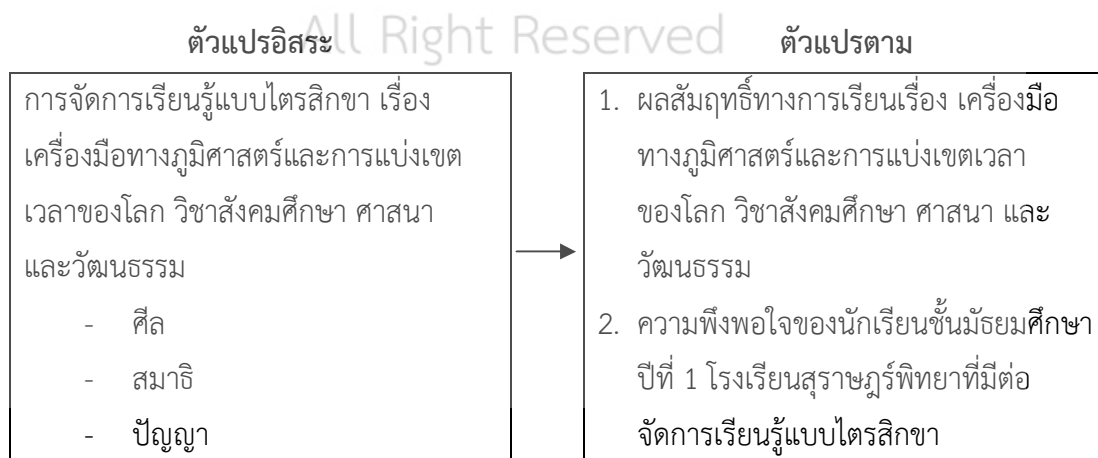 All Right Reserved
ตัวแปรอิสระ
ตัวแปรตาม
การจัดการเรียนรู้แบบไตรสิกขา เรื่อง
เครื่องมือทางภูมิศาสตร์และการแบ่งเขต
เวลาของโลก วิชาสังคมศึกษา ศาสนา
และวัฒนธรรม
- ศีล
- สมาธิ
- ปัญญา
1. ผลสัมฤทธิ์ทางการเรียนเรื่อง เครื่องมือ
ทางภูมิศาสตร์และการแบ่งเขตเวลา
ของโลก วิชาสังคมศึกษา ศาสนา และ
วัฒนธรรม
2. ความพึงพอใจของนักเรียนชั้นมัธยมศึกษา
ปีที่ 1 โรงเรียนสุราษฎร์พิทยาที่มีต่อ
จัดการเรียนรู้แบบไตรสิกขา